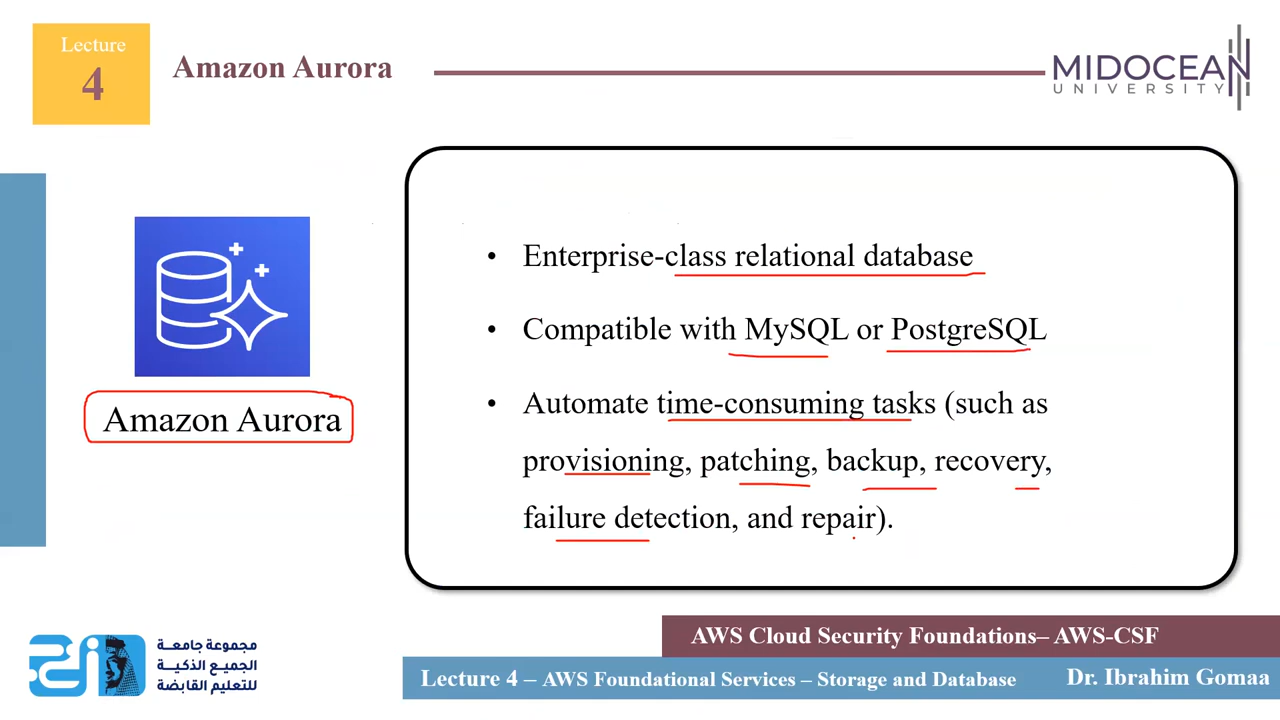 Lecture
4
Amazon Aurora
MIDOCEAN
UNIVERSITY
Amazon Aurora
• Enterprise-class relational database
• Compatible with MySQL or PostgreSQL
• Automate time-consuming tasks (such as
provisioning, patching, backup, recovery,
failure detection, and repair).
مجموعة جامعة
الجميع الذكية
للتعليم القابضة
AWS Cloud Security Foundations– AWS-CSF
Lecture 4 – AWS Foundational Services – Storage and Database
Dr. Ibrahim Gomaa